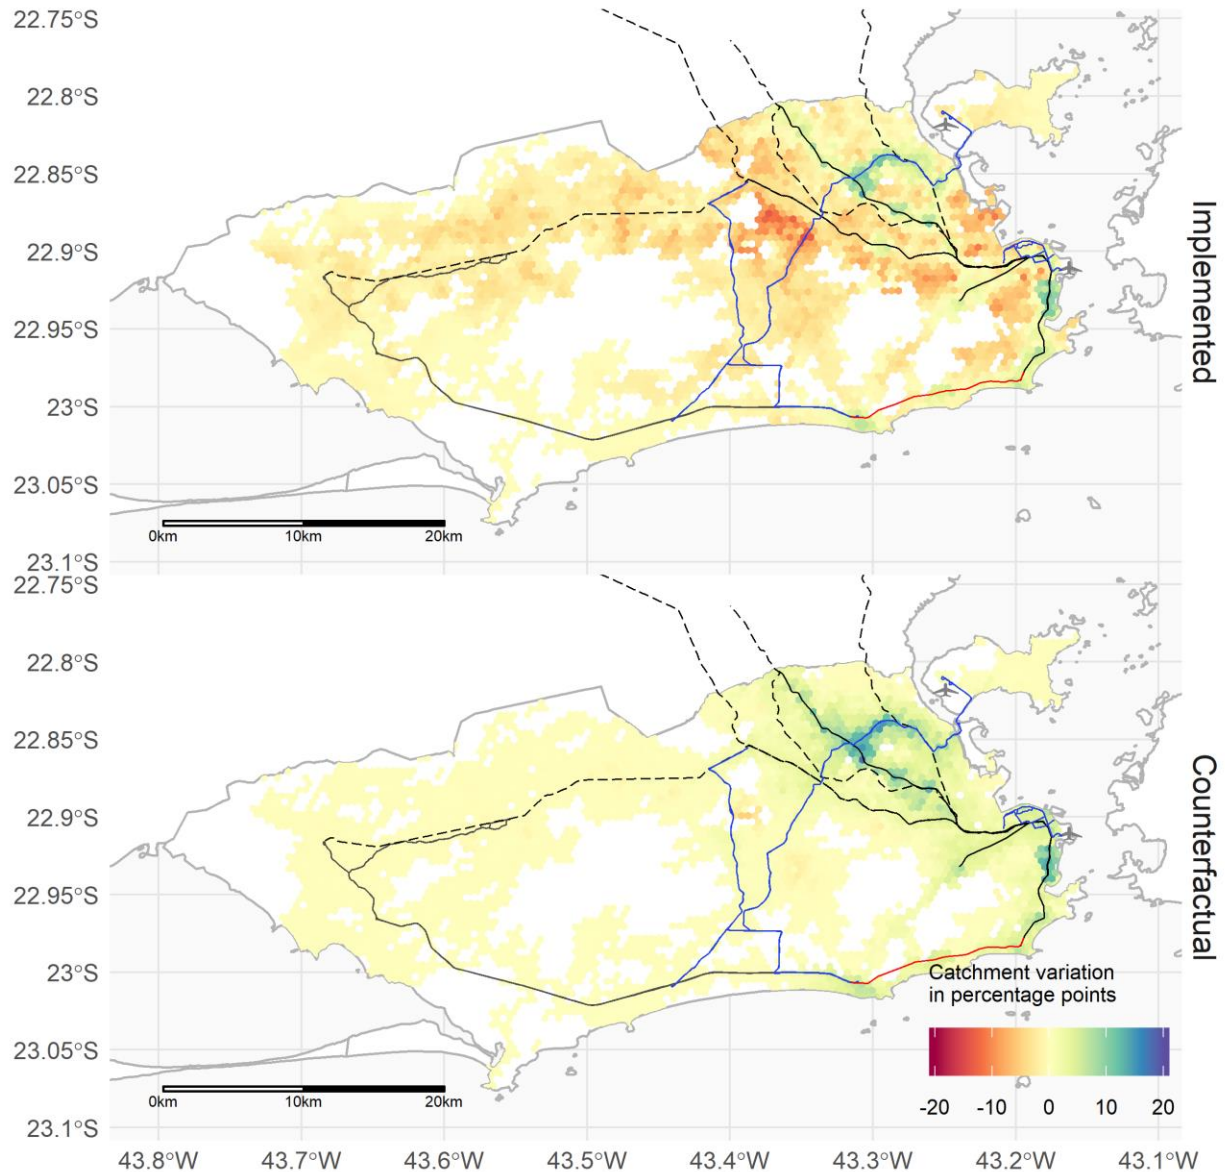 22.75°S
22.8°S
22.85°S
22.9°S
22.95°S
23°S
23.05°S
23.1°S
0km 10km 20km
Implemented
22.75°S
22.8°S
22.85°S
22.9°S
22.95°S
23°S
23.05°S
23.1°S
0km 10km 20km
Counterfactual
Catchment variation
in percentage points
-20 -10 0 10 20
43.8°W 43.7°W 43.6°W 43.5°W 43.4°W 43.3°W 43.2°W 43.1°W